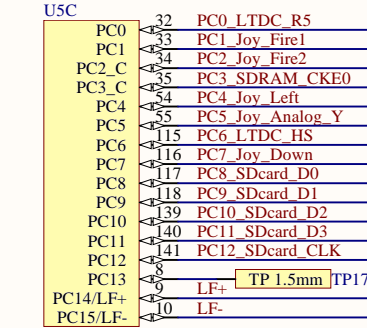 U5C
PC0 32 PC0_LTDC_R5
PC1 33 PC1_Joy_Fire1
PC2_C 34 PC2_Joy_Fire2
PC3_C 35 PC3_SDRAM_CKE0
PC4 54 PC4_Joy_Left
PC5 55 PC5_Joy_Analog_Y
PC6 115 PC6_LTDC_HS
PC7 116 PC7_Joy_Down
PC8 117 PC8_SDcard_D0
PC9 118 PC9_SDcard_D1
PC10 139 PC10_SDcard_D2
PC11 140 PC11_SDcard_D3
PC12 141 PC12_SDcard_CLK
PC13 8 TP 1.5mm TP17
PC14/LF+ 9 LF+
PC15/LF- 10 LF-